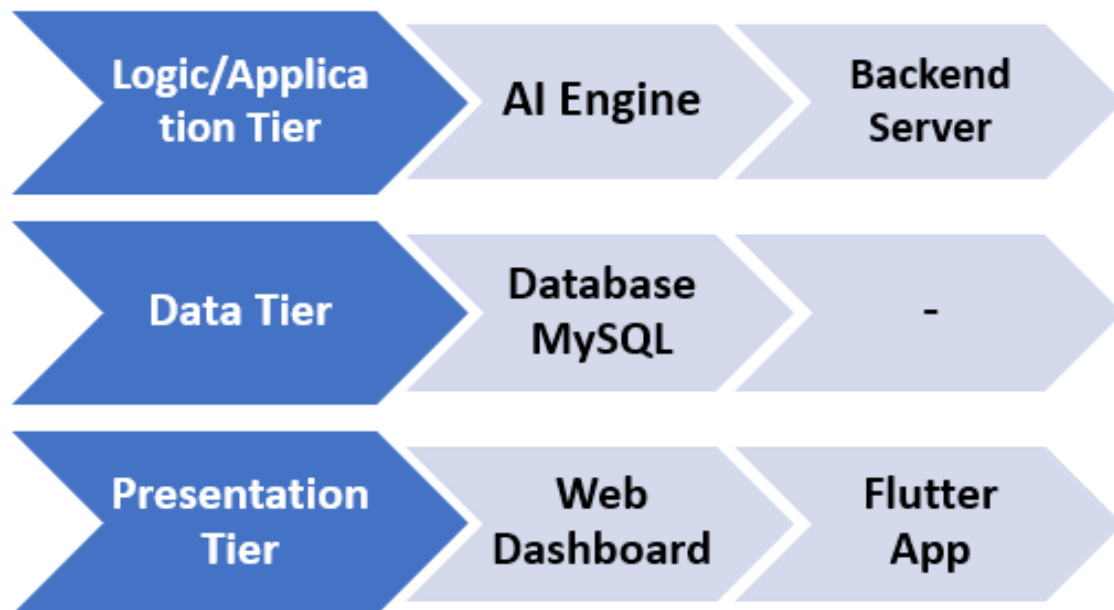 Logic/Applica
tion Tier
AI Engine
Backend
Server
Data Tier
Database
MySQL
-
Presentation
Tier
Web
Dashboard
Flutter
App